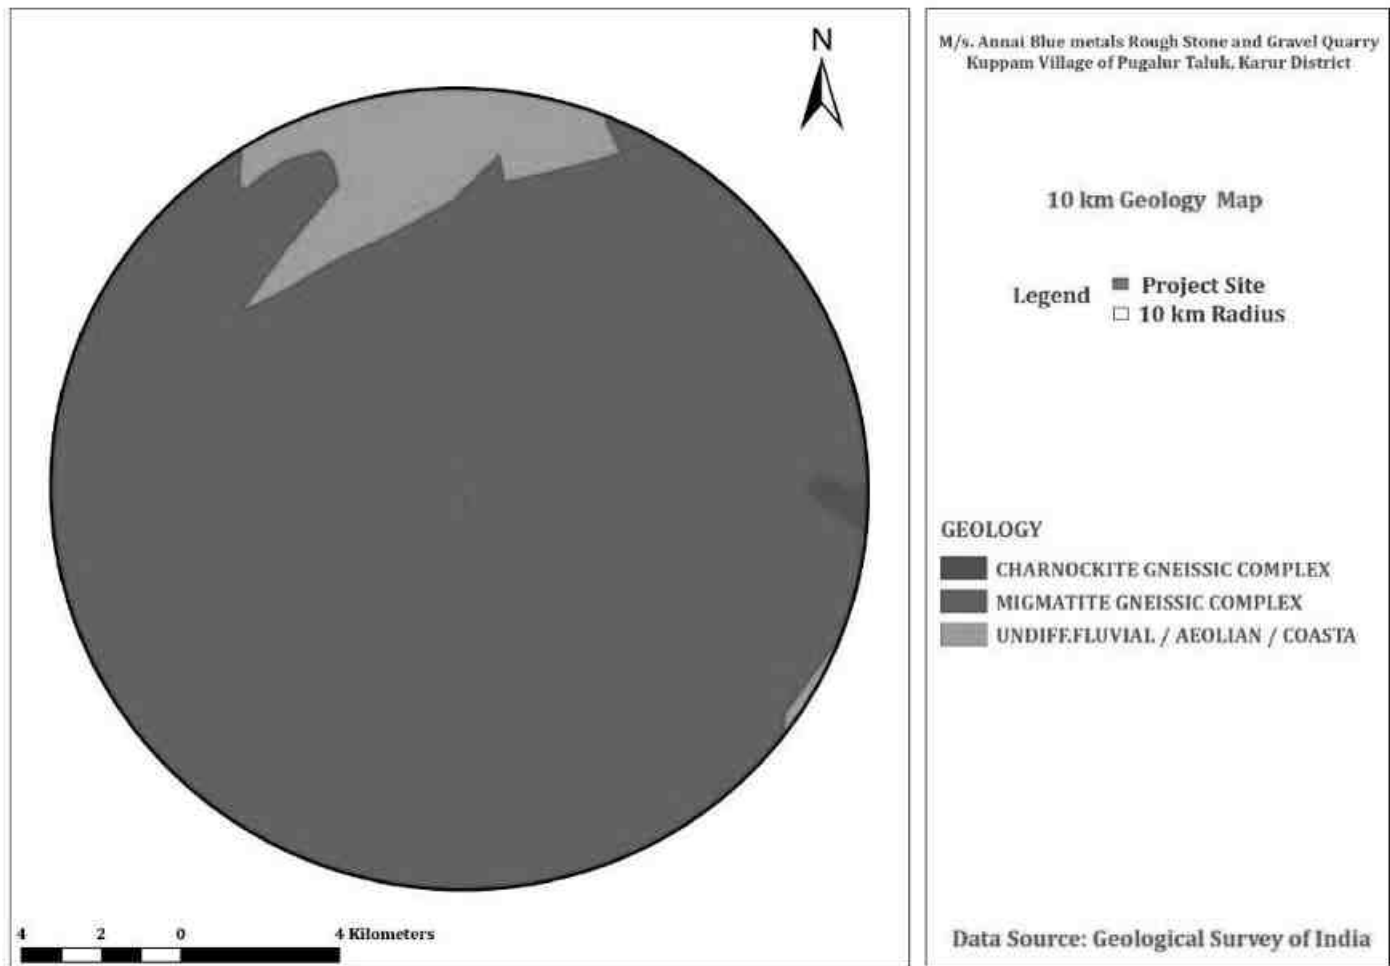 N
M/s. Annai Blue metals Rough Stone and Gravel Quarry
Kuppam Village of Pugalur Taluk, Karur District
10 km Geology Map
Legend
Project Site
10 km Radius
GEOLOGY
CHARNOCKITE GNEISSIC COMPLEX
MIGMATITE GNEISSIC COMPLEX
UNDIFF.FLUVIAL / AEOLIAN / COASTA
4 2 0 4 Kilometers
Data Source: Geological Survey of India